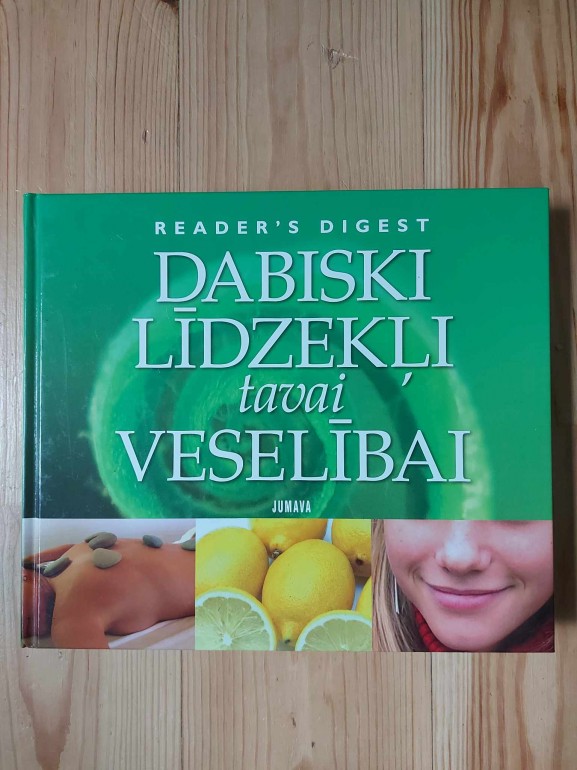 READER'S DIGEST
DABISKI
LĪDZEKĻI
tavai
VESELĪBAI
JUMAVA